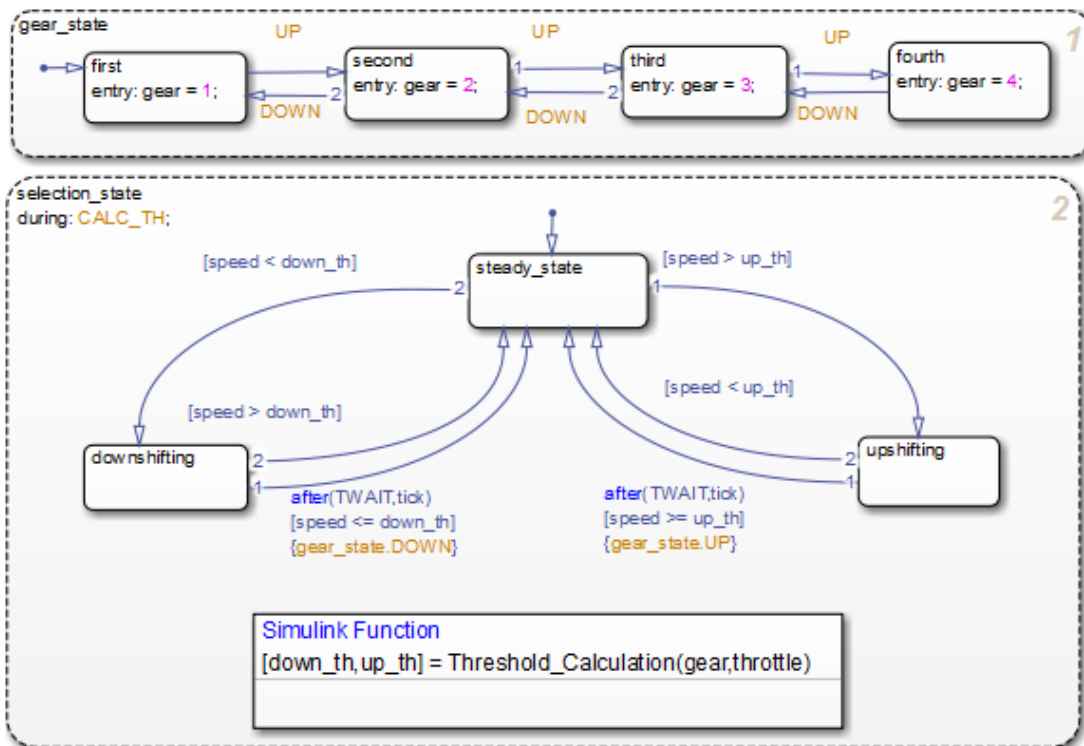 gear_state
1
UP
UP
UP
first
entry: gear = 1;
second
entry: gear = 2;
third
entry: gear = 3;
fourth
entry: gear = 4;
1
2
1
2
DOWN
DOWN
DOWN
selection_state
during: CALC_TH;
2
[speed < down_th]
steady_state
[speed > up_th]
2
1
[speed > down_th]
[speed < up_th]
downshifting
upshifting
2
1
2
1
after(TWAIT,tick)
[speed <= down_th]
{gear_state.DOWN}
after(TWAIT,tick)
[speed >= up_th]
{gear_state.UP}
Simulink Function
[down_th,up_th] = Threshold_Calculation(gear,throttle)